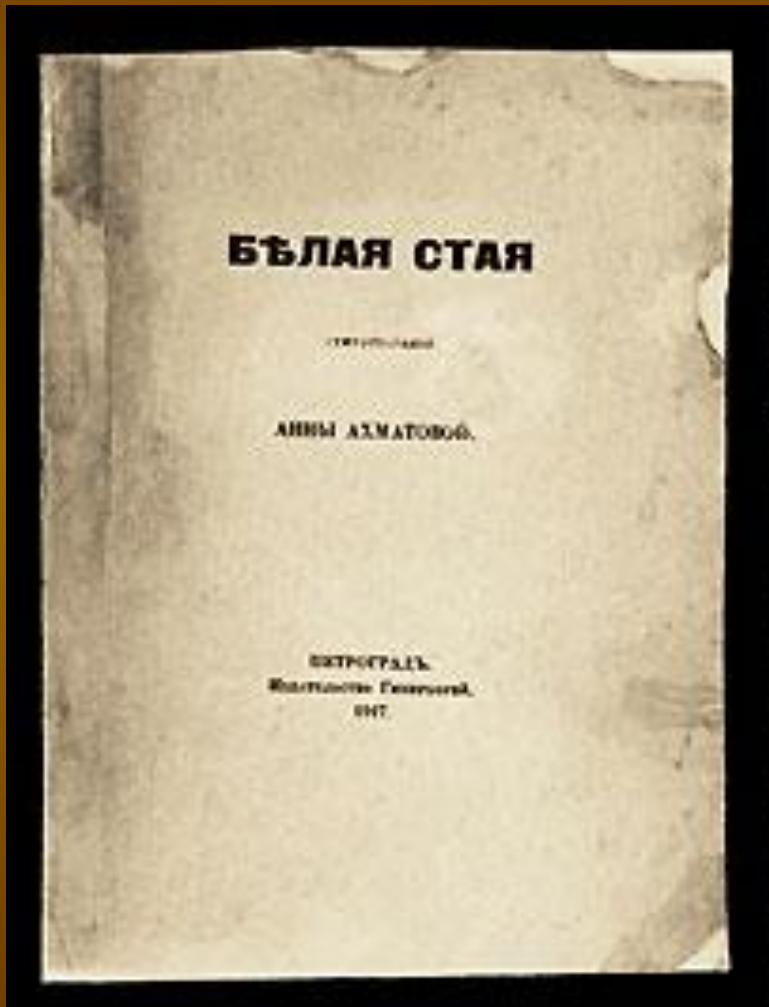 БѢЛАЯ СТАЯ
АННЫ АХМАТОВОЙ.
ПЕТРОГРАДЪ.
Издательство Гиперборей.
1917